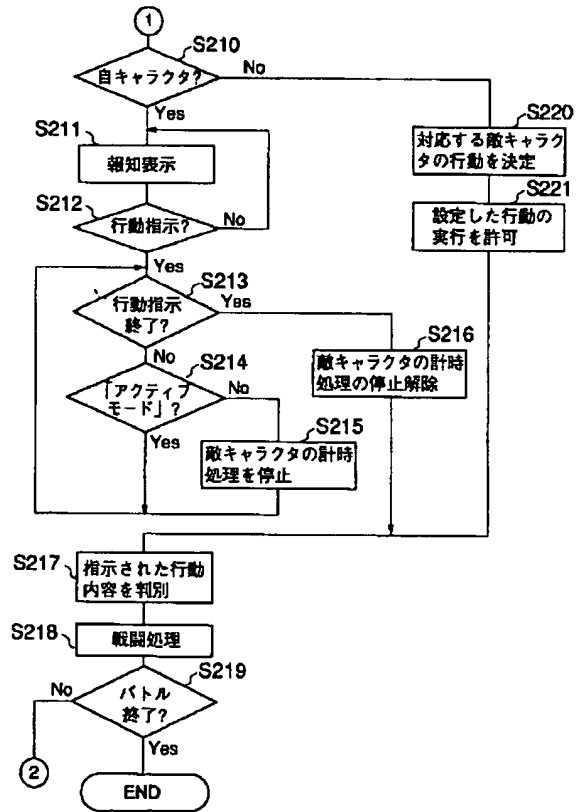 1
S210
自キャラクタ?
No
Yes
S220
対応する敵キャラク
タの行動を決定
S211
報知表示
S221
設定した行動の
実行を許可
S212
行動指示?
No
Yes
S213
行動指示
終了?
Yes
No
S216
敵キャラクタの計時
処理の停止解除
S214
「アクティブ
モード」?
No
Yes
S215
敵キャラクタの計時
処理を停止
S217
指示された行動
内容を判別
S218
戦闘処理
S219
バトル
終了?
No
Yes
2
END